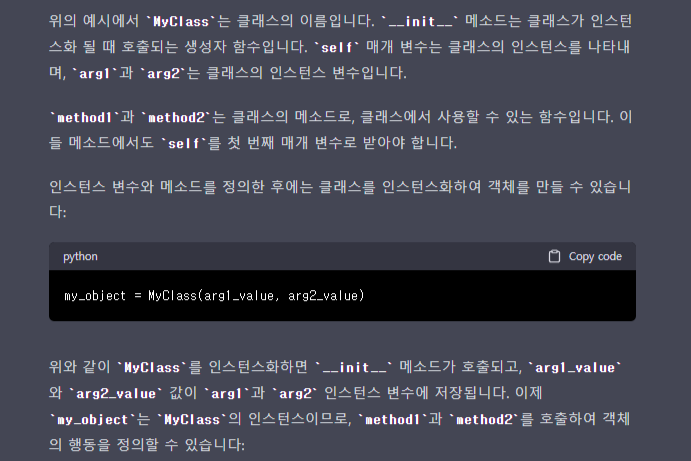 위의 예시에서 `MyClass`는 클래스의 이름입니다. `__init__` 메소드는 클래스가 인스턴
스화 될 때 호출되는 생성자 함수입니다. `self` 매개 변수는 클래스의 인스턴스를 나타내
며, `arg1`과 `arg2`는 클래스의 인스턴스 변수입니다.
`method1`과 `method2`는 클래스의 메소드로, 클래스에서 사용할 수 있는 함수입니다. 이
들 메소드에서도 `self`를 첫 번째 매개 변수로 받아야 합니다.
인스턴스 변수와 메소드를 정의한 후에는 클래스를 인스턴스화하여 객체를 만들 수 있습니
다:
python Copy code
my_object = MyClass(arg1_value, arg2_value)
위와 같이 `MyClass`를 인스턴스화하면 `__init__` 메소드가 호출되고, `arg1_value`
와 `arg2_value` 값이 `arg1`과 `arg2` 인스턴스 변수에 저장됩니다. 이제
`my_object`는 `MyClass`의 인스턴스이므로, `method1`과 `method2`를 호출하여 객체
의 행동을 정의할 수 있습니다: